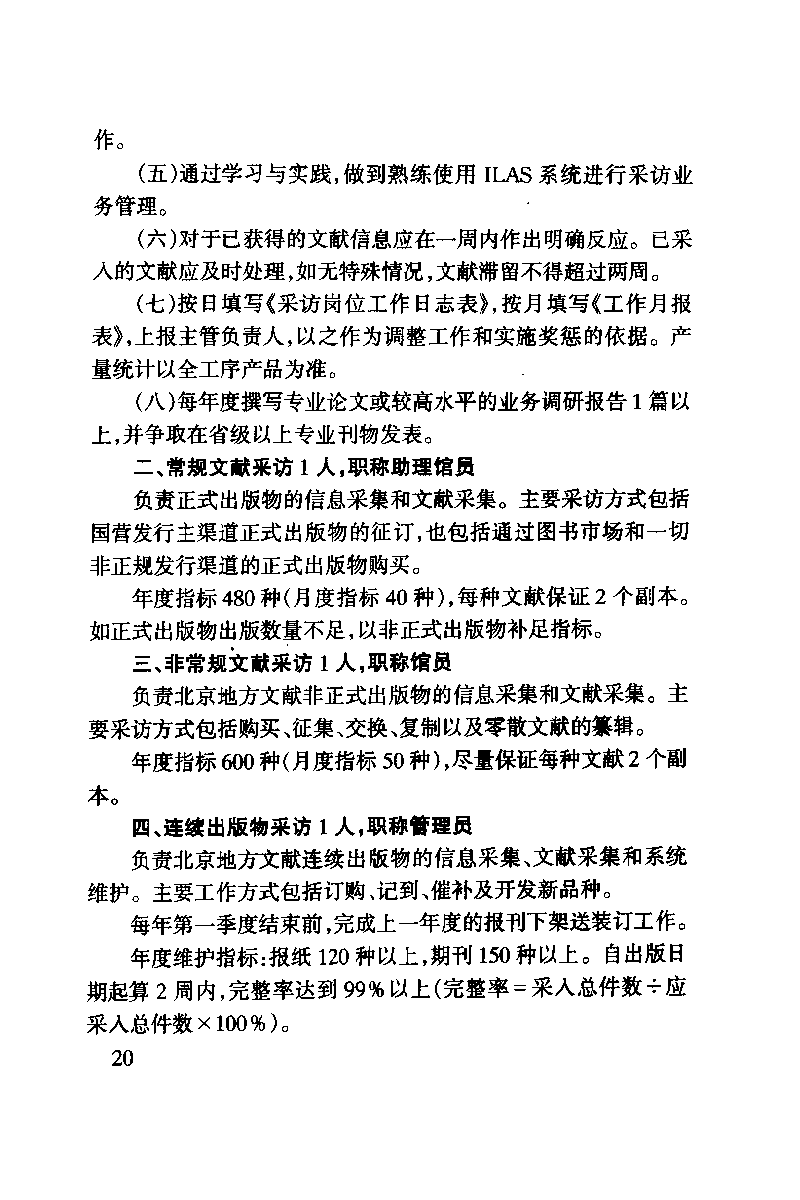 作。
(五)通过学习与实践,做到熟练使用 ILAS 系统进行采访业
务管理。
(六)对于已获得的文献信息应在一周内作出明确反应。已采
入的文献应及时处理,如无特殊情况,文献滞留不得超过两周。
(七)按日填写《采访岗位工作日志表》,按月填写《工作月报
表》,上报主管负责人,以之作为调整工作和实施奖惩的依据。产
量统计以全工序产品为准。
(八)每年度撰写专业论文或较高水平的业务调研报告 1 篇以
上,并争取在省级以上专业刊物发表。
二、常规文献采访 1 人,职称助理馆员
负责正式出版物的信息采集和文献采集。主要采访方式包括
国营发行主渠道正式出版物的征订,也包括通过图书市场和一切
非正规发行渠道的正式出版物购买。
年度指标 480 种(月度指标 40 种),每种文献保证 2 个副本。
如正式出版物出版数量不足,以非正式出版物补足指标。
三、非常规文献采访 1 人,职称馆员
负责北京地方文献非正式出版物的信息采集和文献采集。主
要采访方式包括购买、征集、交换、复制以及零散文献的纂辑。
年度指标 600 种(月度指标 50 种),尽量保证每种文献 2 个副
本。
四、连续出版物采访 1 人,职称管理员
负责北京地方文献连续出版物的信息采集、文献采集和系统
维护。主要工作方式包括订购、记到、催补及开发新品种。
每年第一季度结束前,完成上一年度的报刊下架送装订工作。
年度维护指标:报纸 120 种以上,期刊 150 种以上。自出版日
期起算 2 周内,完整率达到 99%以上(完整率=采入总件数÷应
采入总件数×100%)。
20